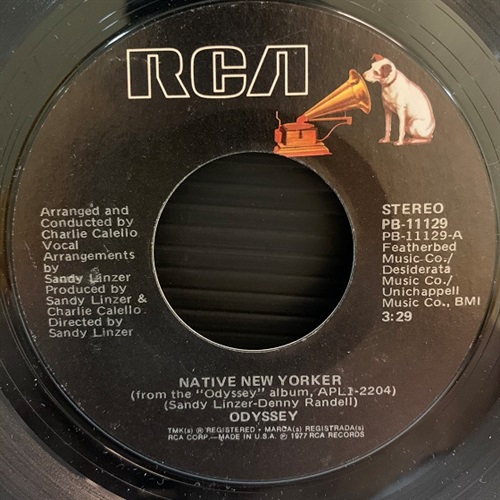 RCA
Arranged and
Conducted by
Charlie Calello
Vocal
Arrangements
by
Sandy Linzer
Produced by
Sandy Linzer &
Charlie Calello
Directed by
Sandy Linzer
STEREO
PB-11129
PB-11129-A
Featherbed
Music Co./
Desiderata
Music Co./
Unichappell
Music Co., BMI
3:29
NATIVE NEW YORKER
(from the "Odyssey" album, APL1-2204)
(Sandy Linzer-Denny Randell)
ODYSSEY
TMK(s) ® REGISTERED • MARCA(s) REGISTRADA(s)
RCA CORP.—MADE IN U.S.A. ℗ 1977 RCA RECORDS